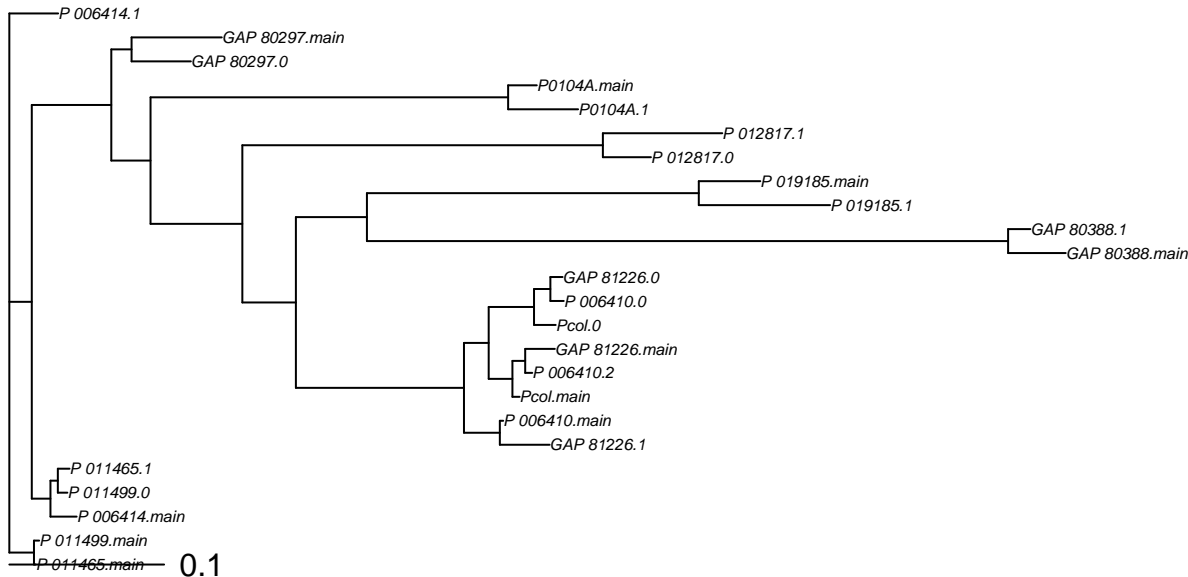 P 006414.1
GAP 80297.main
GAP 80297.0
P0104A.main
P0104A.1
P 012817.1
P 012817.0
P 019185.main
P 019185.1
GAP 80388.1
GAP 80388.main
GAP 81226.0
P 006410.0
Pcol.0
GAP 81226.main
P 006410.2
Pcol.main
P 006410.main
GAP 81226.1
P 011465.1
P 011499.0
P 006414.main
P 011499.main
P 011465.main
0.1